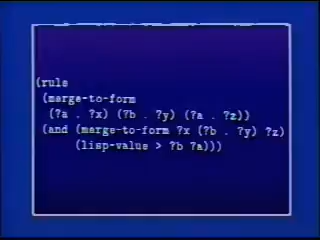 (rule
(merge-to-form
(?a . ?x) (?b . ?y) (?a . ?z))
(and (merge-to-form ?x (?b . ?y) ?z)
(lisp-value > ?b ?a)))